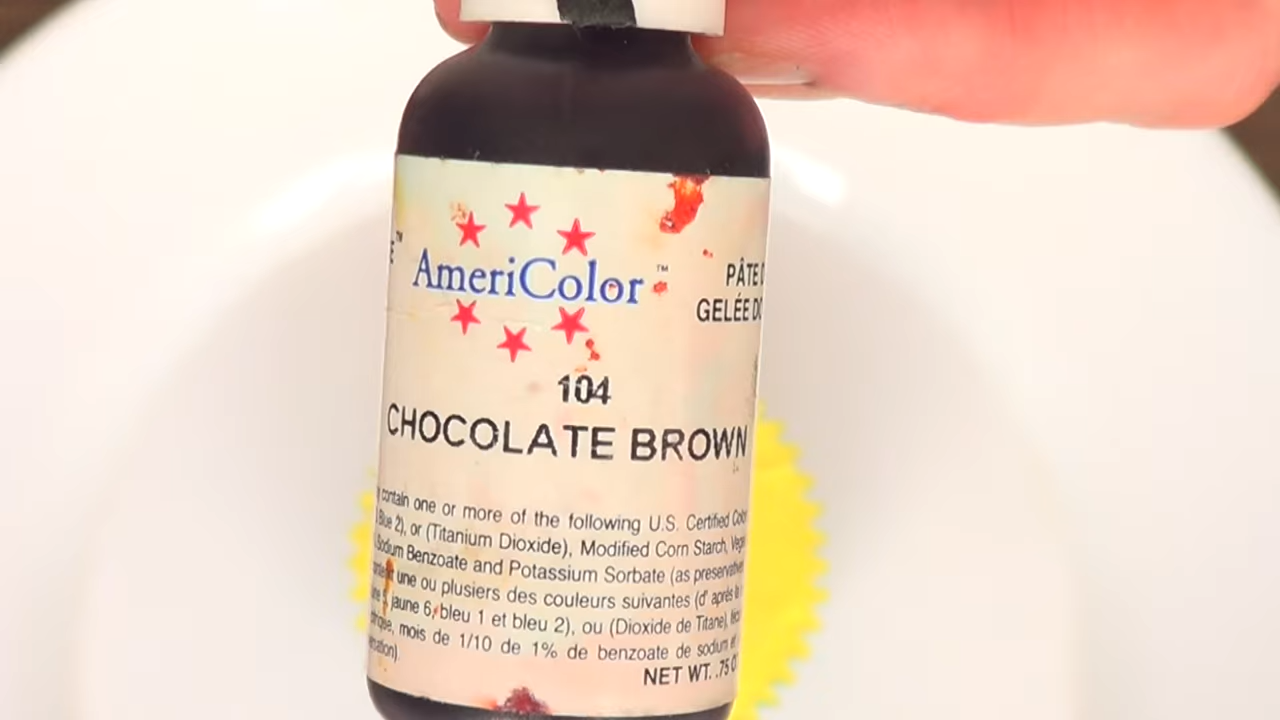 AmeriColor™
PÂTE
GELÉE
104
CHOCOLATE BROWN
contain one or more of the following U.S. Certified
Blue 2), or (Titanium Dioxide), Modified Corn Starch,
Sodium Benzoate and Potassium Sorbate (as
une ou plusiers des couleurs suivantes (d' après
jaune 6, bleu 1 et bleu 2), ou (Dioxide de Titane),
mois de 1/10 de 1% de benzoate de sodium et
NET WT. .75